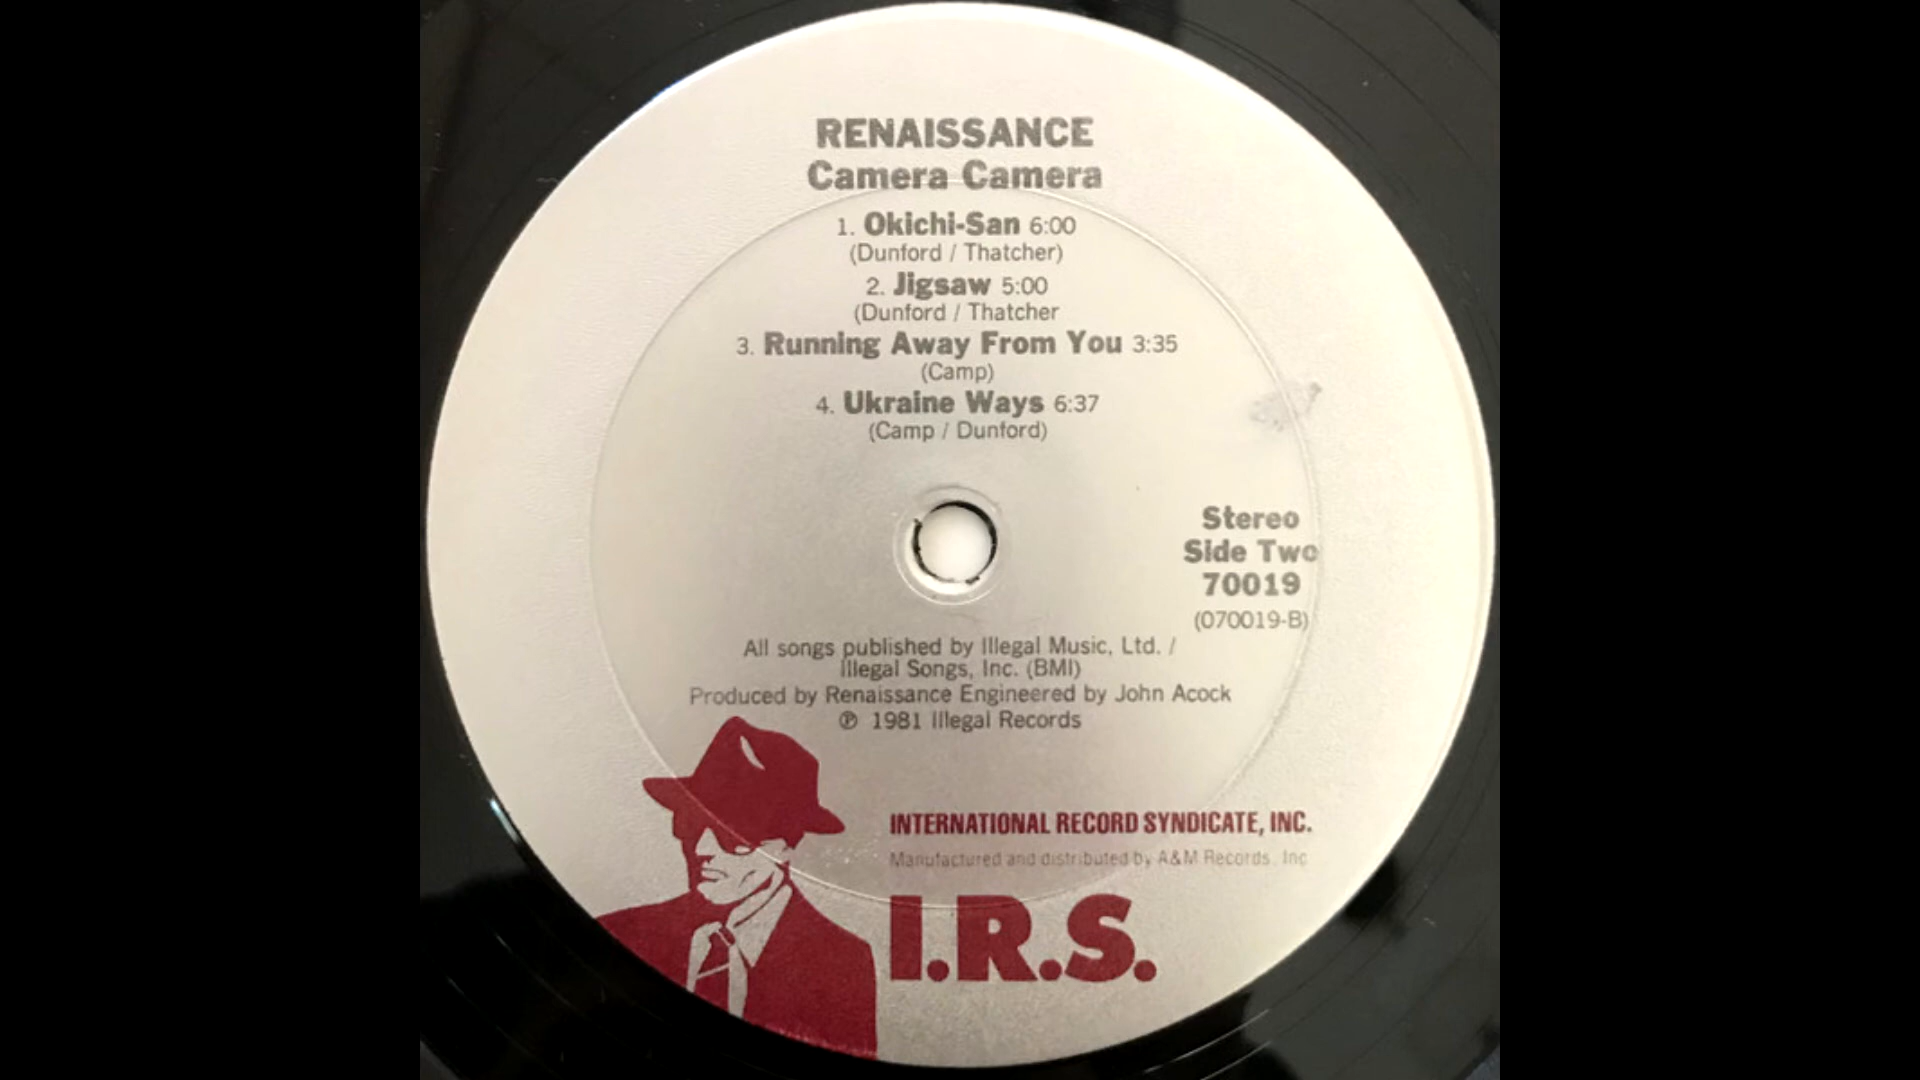 RENAISSANCE
Camera Camera
1. Okichi-San 6:00
(Dunford / Thatcher)
2. Jigsaw 5:00
(Dunford / Thatcher
3. Running Away From You 3:35
(Camp)
4. Ukraine Ways 6:37
(Camp / Dunford)
Stereo
Side Two
70019
(070019-B)
All songs published by Illegal Music, Ltd. /
Illegal Songs, Inc. (BMI)
Produced by Renaissance Engineered by John Acock
℗ 1981 Illegal Records
INTERNATIONAL RECORD SYNDICATE, INC.
Manufactured and distributed by A&M Records, Inc
I.R.S.